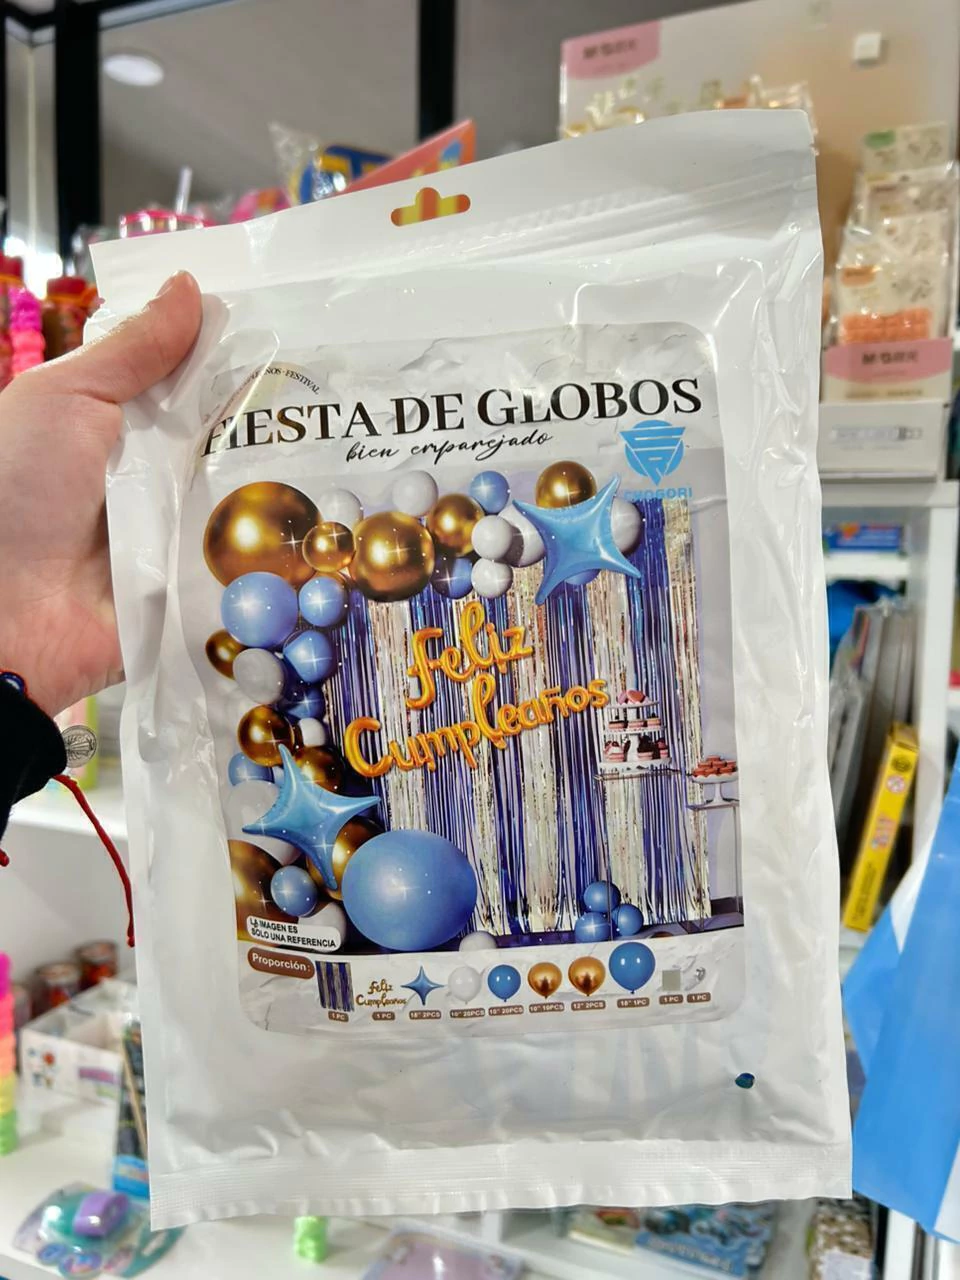 M&G
FIESTA DE GLOBOS
bien emparejado
CHOGORI
Feliz
Cumpleaños
LA IMAGEN ES
SOLO UNA REFERENCIA
Proporción:
Feliz
Cumpleaños
1 PC 1 PC 18" 2PCS 10" 20PCS 10" 20PCS 10" 10PCS 12" 2PCS 18" 1PC 1 PC 1 PC